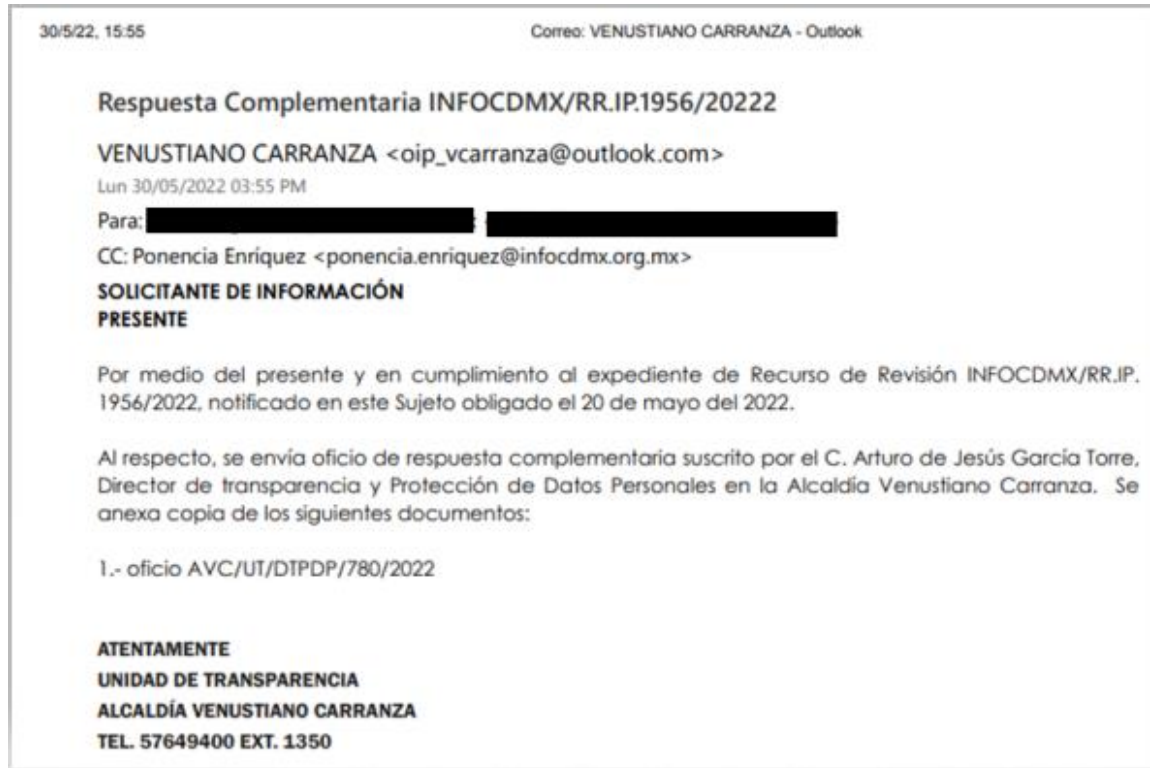 30/5/22, 15:55 Correo: VENUSTIANO CARRANZA - Outlook
Respuesta Complementaria INFOCDMX/RR.IP.1956/20222
VENUSTIANO CARRANZA <oip_vcarranza@outlook.com>
Lun 30/05/2022 03:55 PM
Para:
CC: Ponencia Enríquez <ponencia.enriquez@infocdmx.org.mx>
SOLICITANTE DE INFORMACIÓN
PRESENTE
Por medio del presente y en cumplimiento al expediente de Recurso de Revisión INFOCDMX/RR.IP.
1956/2022, notificado en este Sujeto obligado el 20 de mayo del 2022.
Al respecto, se envía oficio de respuesta complementaria suscrito por el C. Arturo de Jesús García Torre,
Director de transparencia y Protección de Datos Personales en la Alcaldía Venustiano Carranza. Se
anexa copia de los siguientes documentos:
1.- oficio AVC/UT/DTPDP/780/2022
ATENTAMENTE
UNIDAD DE TRANSPARENCIA
ALCALDÍA VENUSTIANO CARRANZA
TEL. 57649400 EXT. 1350